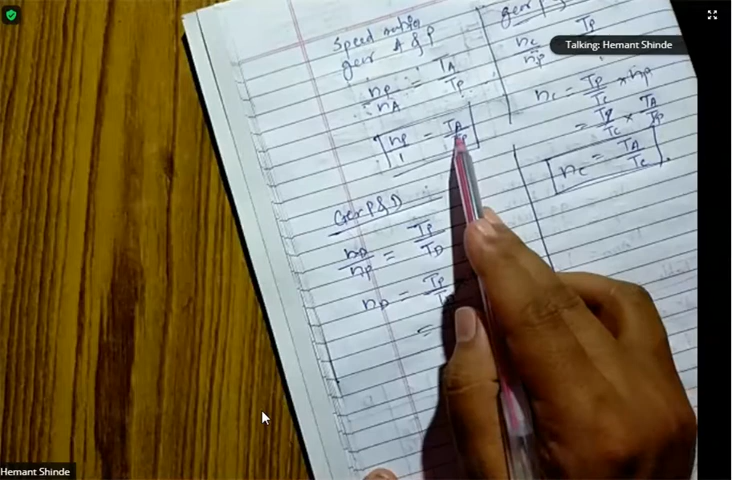 Speed ratio
gear A & P
nP/nA = TA/TP
nP/1 = TA/TP
Gear P & D
nD/nP = TP/TD
nD = TP/
=
gear P &
nC/nP = TP
nC = TP/TC × nP
= TP/TC × TA/TP
nC = TA/TC
Talking: Hemant Shinde
Hemant Shinde